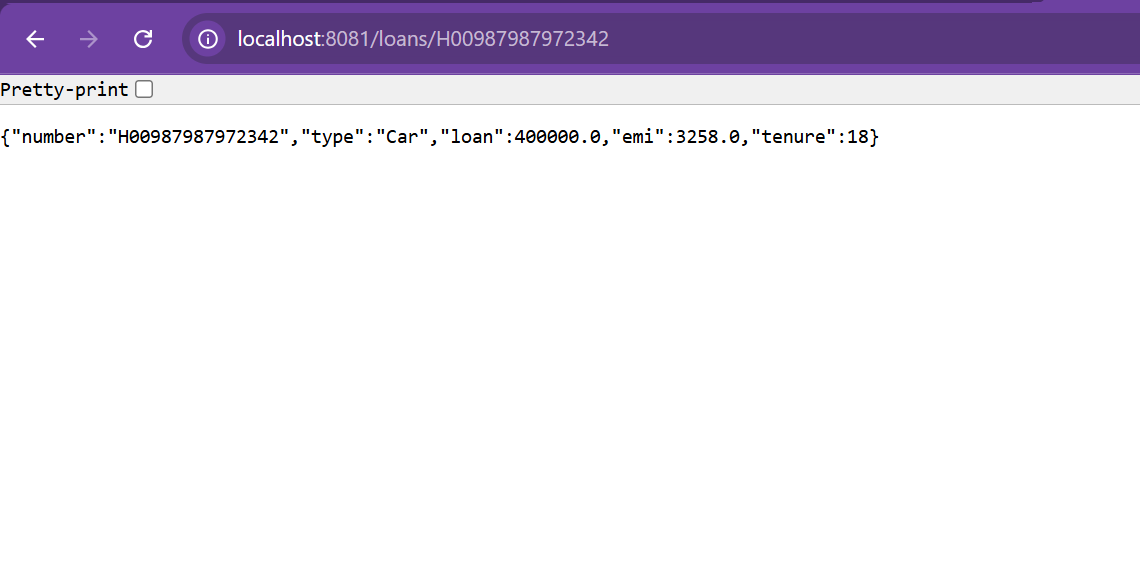 localhost:8081/loans/H00987987972342
Pretty-print
{"number":"H00987987972342","type":"Car","loan":400000.0,"emi":3258.0,"tenure":18}